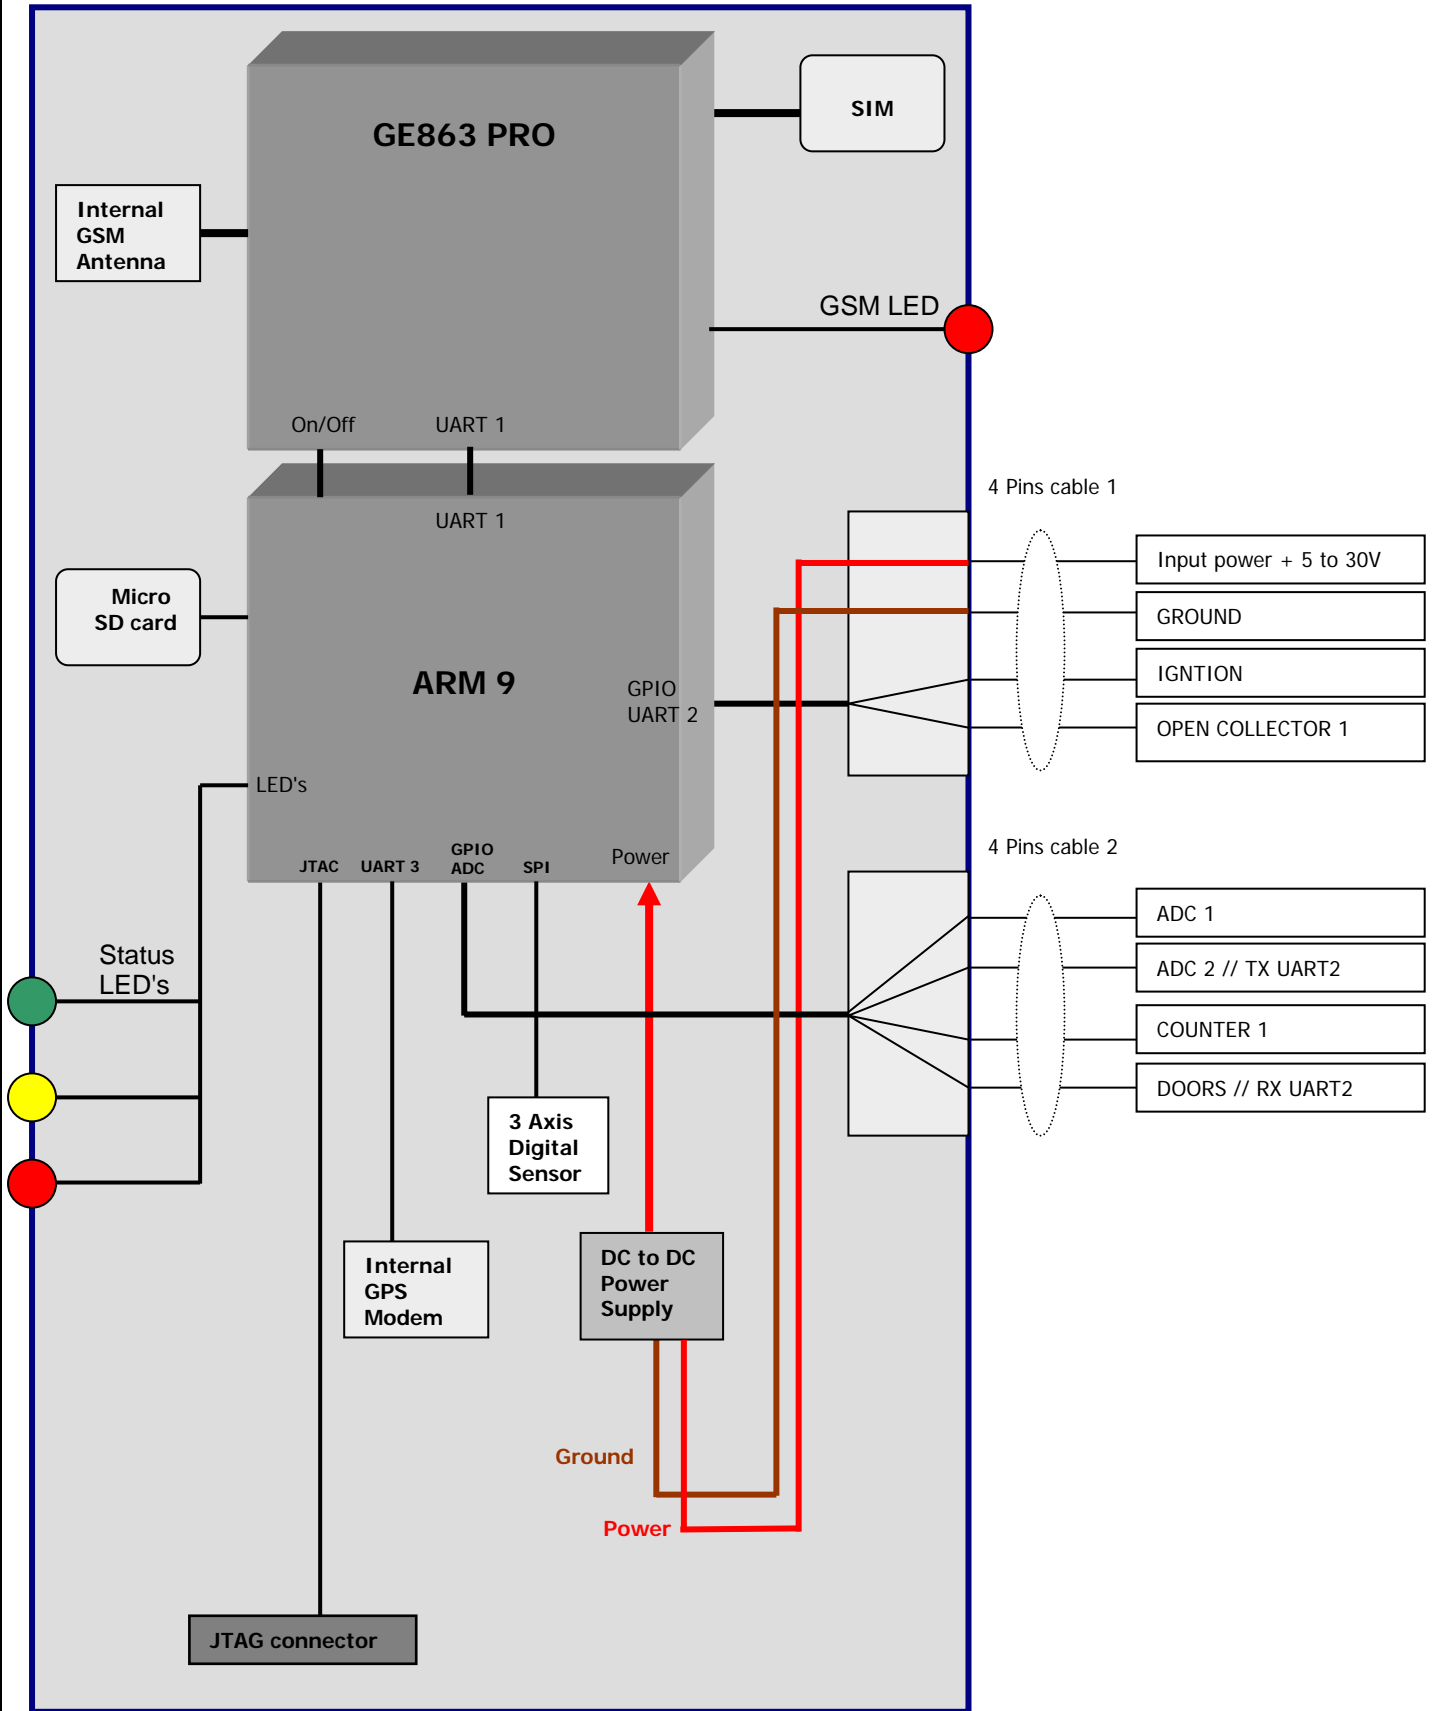 GE863 PRO
SIM
Internal
GSM
Antenna
GSM LED
On/Off
UART 1
4 Pins cable 1
UART 1
Input power + 5 to 30V
Micro
SD card
GROUND
ARM 9
GPIO
UART 2
IGNTION
OPEN COLLECTOR 1
LED's
4 Pins cable 2
JTAC
UART 3
GPIO
ADC
SPI
Power
ADC 1
Status
LED's
ADC 2 // TX UART2
COUNTER 1
DOORS // RX UART2
3 Axis
Digital
Sensor
Internal
GPS
Modem
DC to DC
Power
Supply
Ground
Power
JTAG connector